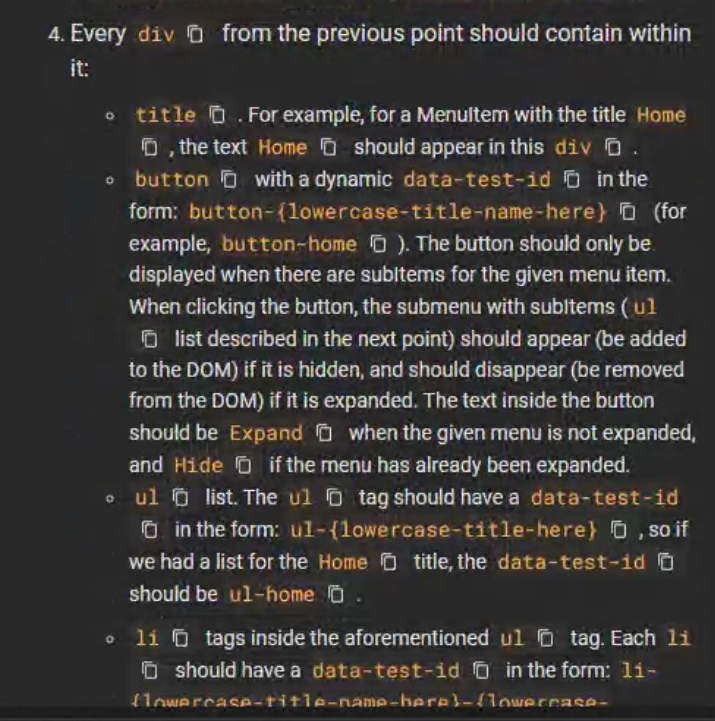 4. Every div from the previous point should contain within
it:
title . For example, for a MenuItem with the title Home
, the text Home should appear in this div .
button with a dynamic data-test-id in the
form: button-{lowercase-title-name-here} (for
example, button-home ). The button should only be
displayed when there are subItems for the given menu item.
When clicking the button, the submenu with subItems ( ul
list described in the next point) should appear (be added
to the DOM) if it is hidden, and should disappear (be removed
from the DOM) if it is expanded. The text inside the button
should be Expand when the given menu is not expanded,
and Hide if the menu has already been expanded.
ul list. The ul tag should have a data-test-id
in the form: ul-{lowercase-title-here} , so if
we had a list for the Home title, the data-test-id
should be ul-home .
li tags inside the aforementioned ul tag. Each li
should have a data-test-id in the form: li-
{lowercase-title-name-here}-{lowercase-